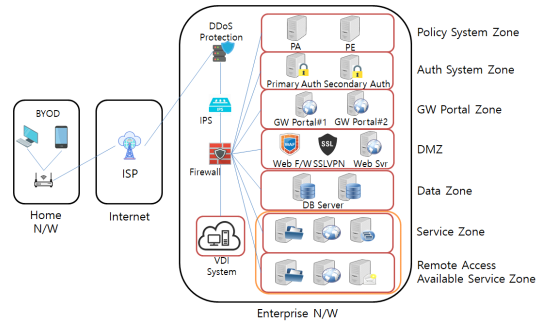 DDoS
Protection
IPS
IPS
Firewall
VDI
System
BYOD
Home
N/W
ISP
Internet
PA
PE
Primary Auth
Secondary Auth
GW Portal#1
GW Portal#2
WAF
SSL
Web F/W
SSLVPN
Web Svr
DB Server
Policy System Zone
Auth System Zone
GW Portal Zone
DMZ
Data Zone
Service Zone
Remote Access
Available Service Zone
Enterprise N/W